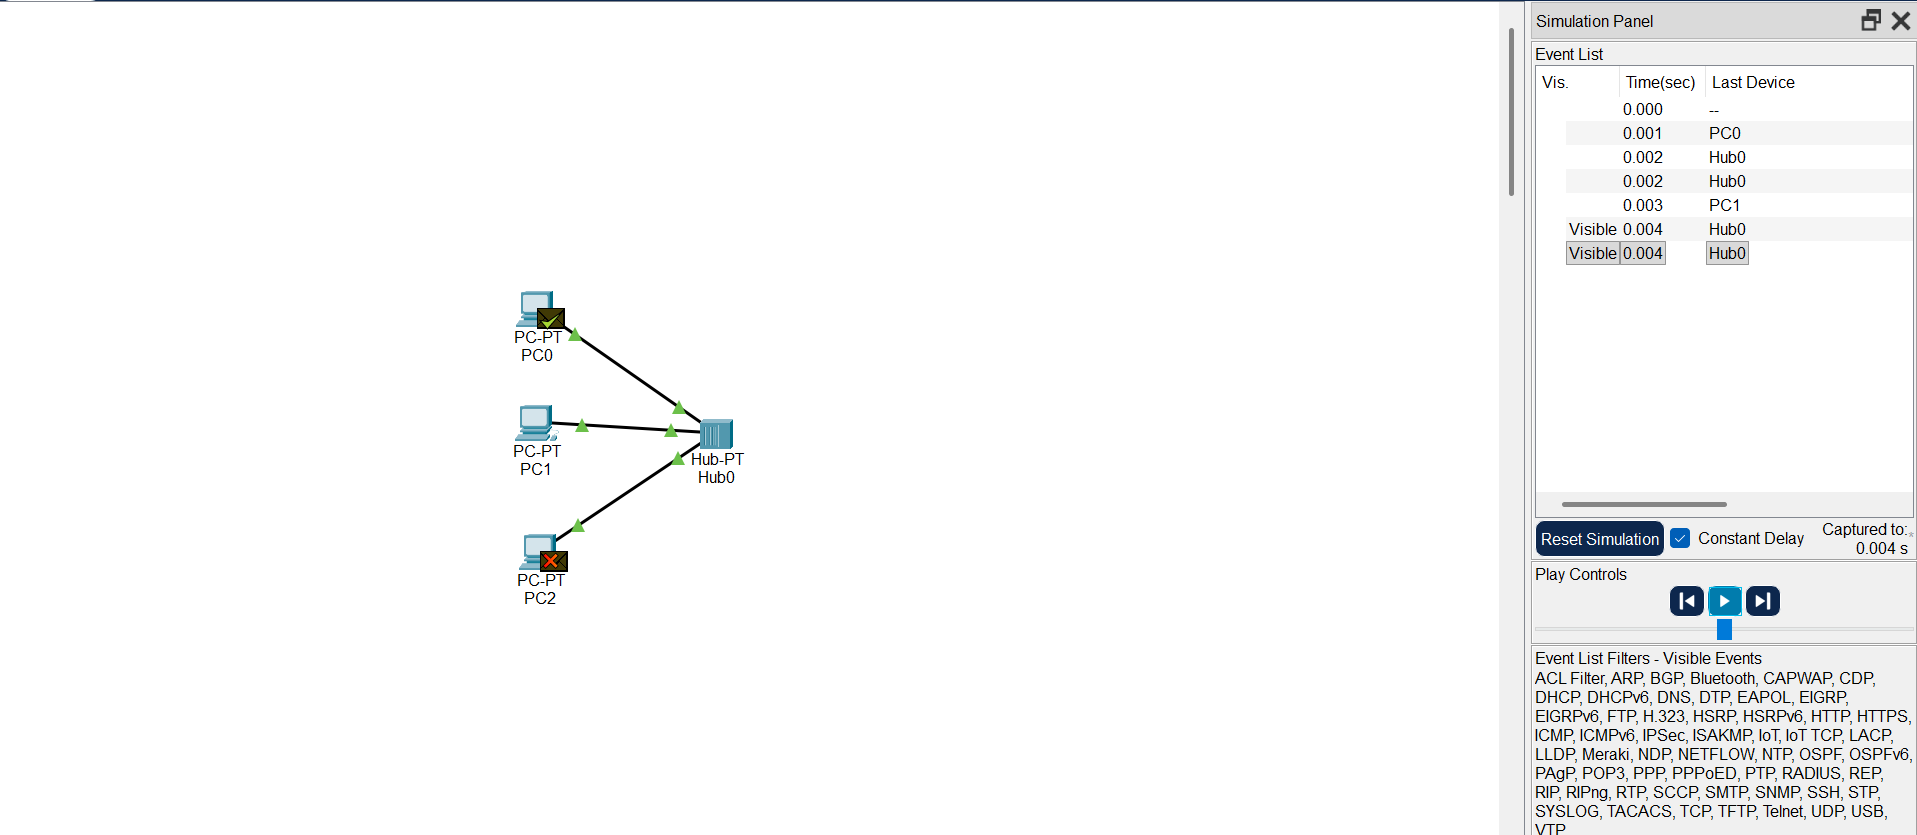 Simulation Panel
Event List
Vis. Time(sec) Last Device
0.000 --
0.001 PC0
0.002 Hub0
0.002 Hub0
0.003 PC1
Visible 0.004 Hub0
Visible 0.004 Hub0
PC-PT
PC0
PC-PT
PC1
Hub-PT
Hub0
PC-PT
PC2
Reset Simulation Constant Delay Captured to:
0.004 s
Play Controls
Event List Filters - Visible Events
ACL Filter, ARP, BGP, Bluetooth, CAPWAP, CDP,
DHCP, DHCPv6, DNS, DTP, EAPOL, EIGRP,
EIGRPv6, FTP, H.323, HSRP, HSRPv6, HTTP, HTTPS,
ICMP, ICMPv6, IPSec, ISAKMP, IoT, IoT TCP, LACP,
LLDP, Meraki, NDP, NETFLOW, NTP, OSPF, OSPFv6,
PAgP, POP3, PPP, PPPoED, PTP, RADIUS, REP,
RIP, RIPng, RTP, SCCP, SMTP, SNMP, SSH, STP,
SYSLOG, TACACS, TCP, TFTP, Telnet, UDP, USB,
VTP